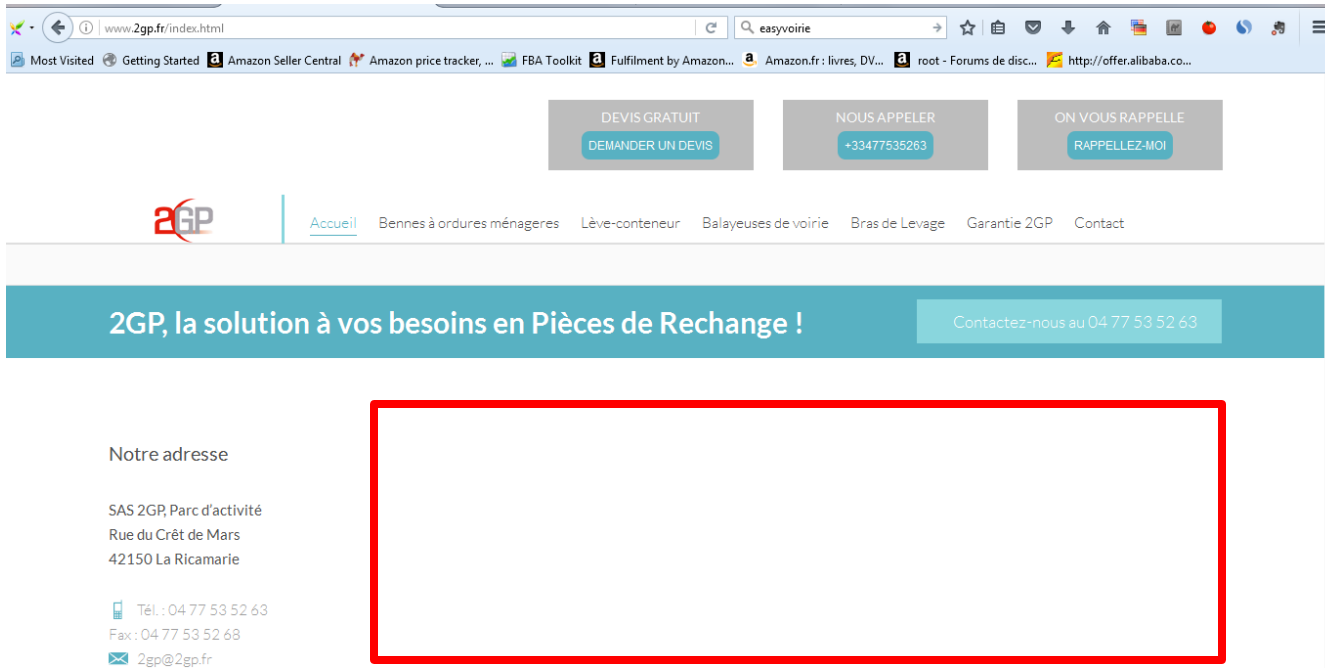 www.2gp.fr/index.html
easyvoirie
Most Visited Getting Started Amazon Seller Central Amazon price tracker, ... FBA Toolkit Fulfilment by Amazon... Amazon.fr : livres, DV... root - Forums de disc... http://offer.alibaba.co...
DEVIS GRATUIT
DEMANDER UN DEVIS
NOUS APPELER
+33477535263
ON VOUS RAPPELLE
RAPPELLEZ-MOI
2GP
Accueil Bennes à ordures ménageres Lève-conteneur Balayeuses de voirie Bras de Levage Garantie 2GP Contact
2GP, la solution à vos besoins en Pièces de Rechange !
Contactez-nous au 04 77 53 52 63
Notre adresse
SAS 2GP, Parc d'activité
Rue du Crêt de Mars
42150 La Ricamarie
Tél. : 04 77 53 52 63
Fax : 04 77 53 52 68
2gp@2gp.fr